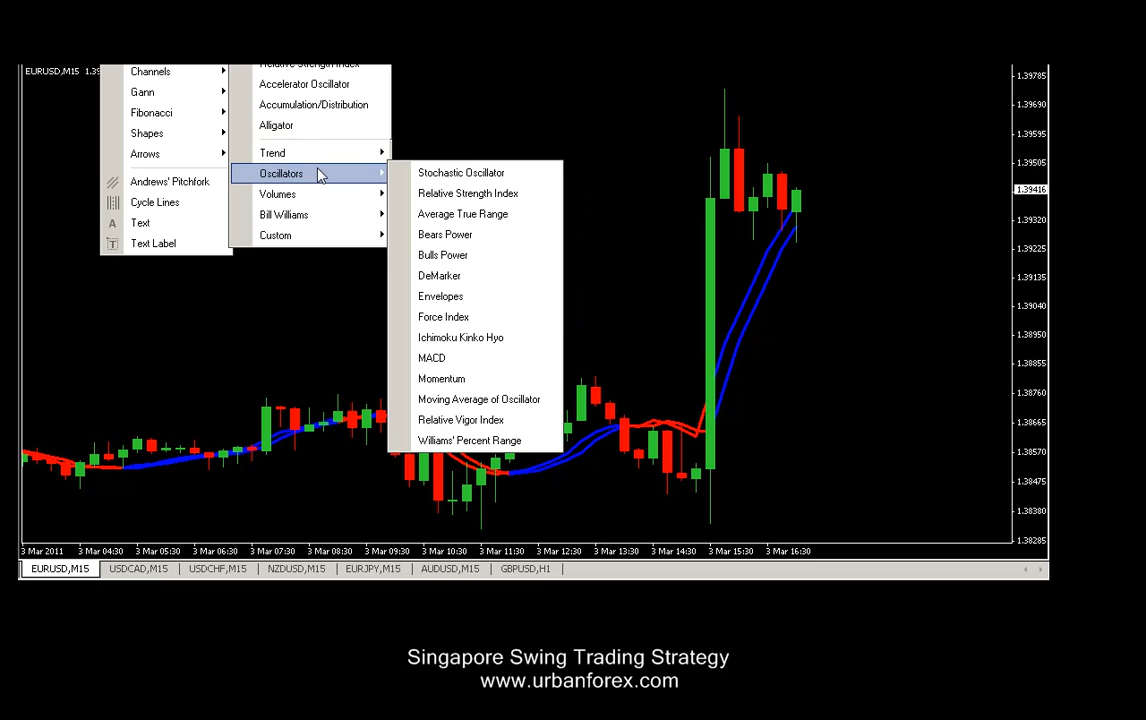 EURUSD,M15 1.39
Channels
Gann
Fibonacci
Shapes
Arrows
Andrews' Pitchfork
Cycle Lines
Text
Text Label
Relative Strength Index
Accelerator Oscillator
Accumulation/Distribution
Alligator
Trend
Oscillators
Volumes
Bill Williams
Custom
Stochastic Oscillator
Relative Strength Index
Average True Range
Bears Power
Bulls Power
DeMarker
Envelopes
Force Index
Ichimoku Kinko Hyo
MACD
Momentum
Moving Average of Oscillator
Relative Vigor Index
Williams' Percent Range
1.39785
1.39690
1.39595
1.39505
1.39416
1.39320
1.39225
1.39135
1.39040
1.38945
1.38855
1.38760
1.38665
1.38570
1.38475
1.38380
1.38285
3 Mar 2011 3 Mar 04:30 3 Mar 05:30 3 Mar 06:30 3 Mar 07:30 3 Mar 08:30 3 Mar 09:30 3 Mar 10:30 3 Mar 11:30 3 Mar 12:30 3 Mar 13:30 3 Mar 14:30 3 Mar 15:30 3 Mar 16:30
EURUSD,M15 USDCAD,M15 USDCHF,M15 NZDUSD,M15 EURJPY,M15 AUDUSD,M15 GBPUSD,H1
Singapore Swing Trading Strategy
www.urbanforex.com